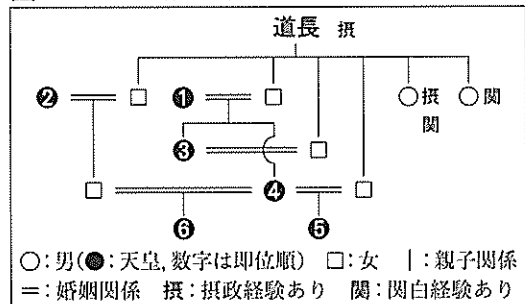 道長 摂
❷ ❶ 摂 関
関
❸
❹
❻ ❺
○:男(●:天皇,数字は即位順) □:女 |:親子関係
=:婚姻関係 摂:摂政経験あり 関:関白経験あり